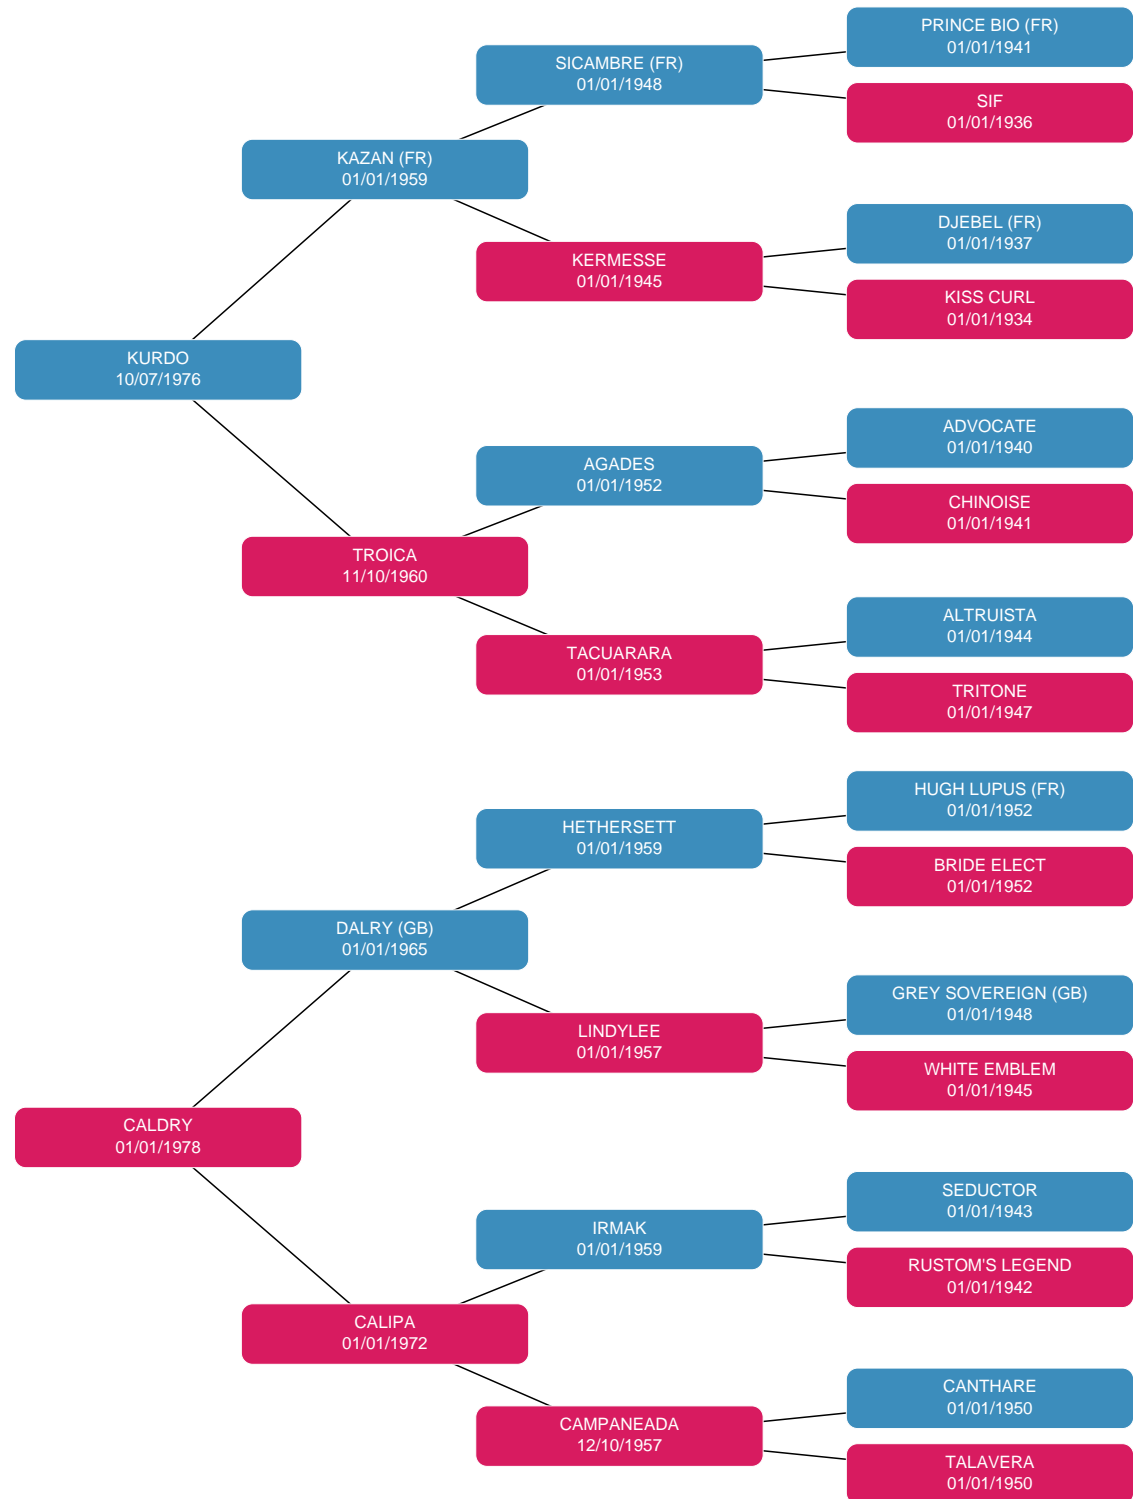 PRINCE BIO (FR)
01/01/1941
SICAMBRE (FR)
01/01/1948
SIF
01/01/1936
KAZAN (FR)
01/01/1959
DJEBEL (FR)
01/01/1937
KERMESSE
01/01/1945
KISS CURL
01/01/1934
KURDO
10/07/1976
ADVOCATE
01/01/1940
AGADES
01/01/1952
CHINOISE
01/01/1941
TROICA
11/10/1960
ALTRUISTA
01/01/1944
TACUARARA
01/01/1953
TRITONE
01/01/1947
HUGH LUPUS (FR)
01/01/1952
HETHERSETT
01/01/1959
BRIDE ELECT
01/01/1952
DALRY (GB)
01/01/1965
GREY SOVEREIGN (GB)
01/01/1948
LINDYLEE
01/01/1957
WHITE EMBLEM
01/01/1945
CALDRY
01/01/1978
SEDUCTOR
01/01/1943
IRMAK
01/01/1959
RUSTOM'S LEGEND
01/01/1942
CALIPA
01/01/1972
CANTHARE
01/01/1950
CAMPANEADA
12/10/1957
TALAVERA
01/01/1950